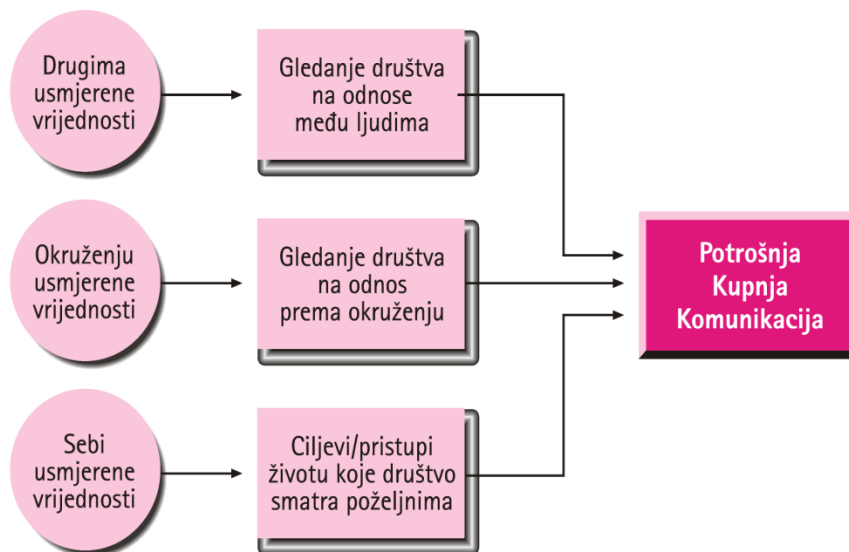 Drugima
usmjerene
vrijednosti
Gledanje društva
na odnose
među ljudima
Okruženju
usmjerene
vrijednosti
Gledanje društva
na odnos
prema okruženju
Potrošnja
Kupnja
Komunikacija
Sebi
usmjerene
vrijednosti
Ciljevi/pristupi
životu koje društvo
smatra poželjnima